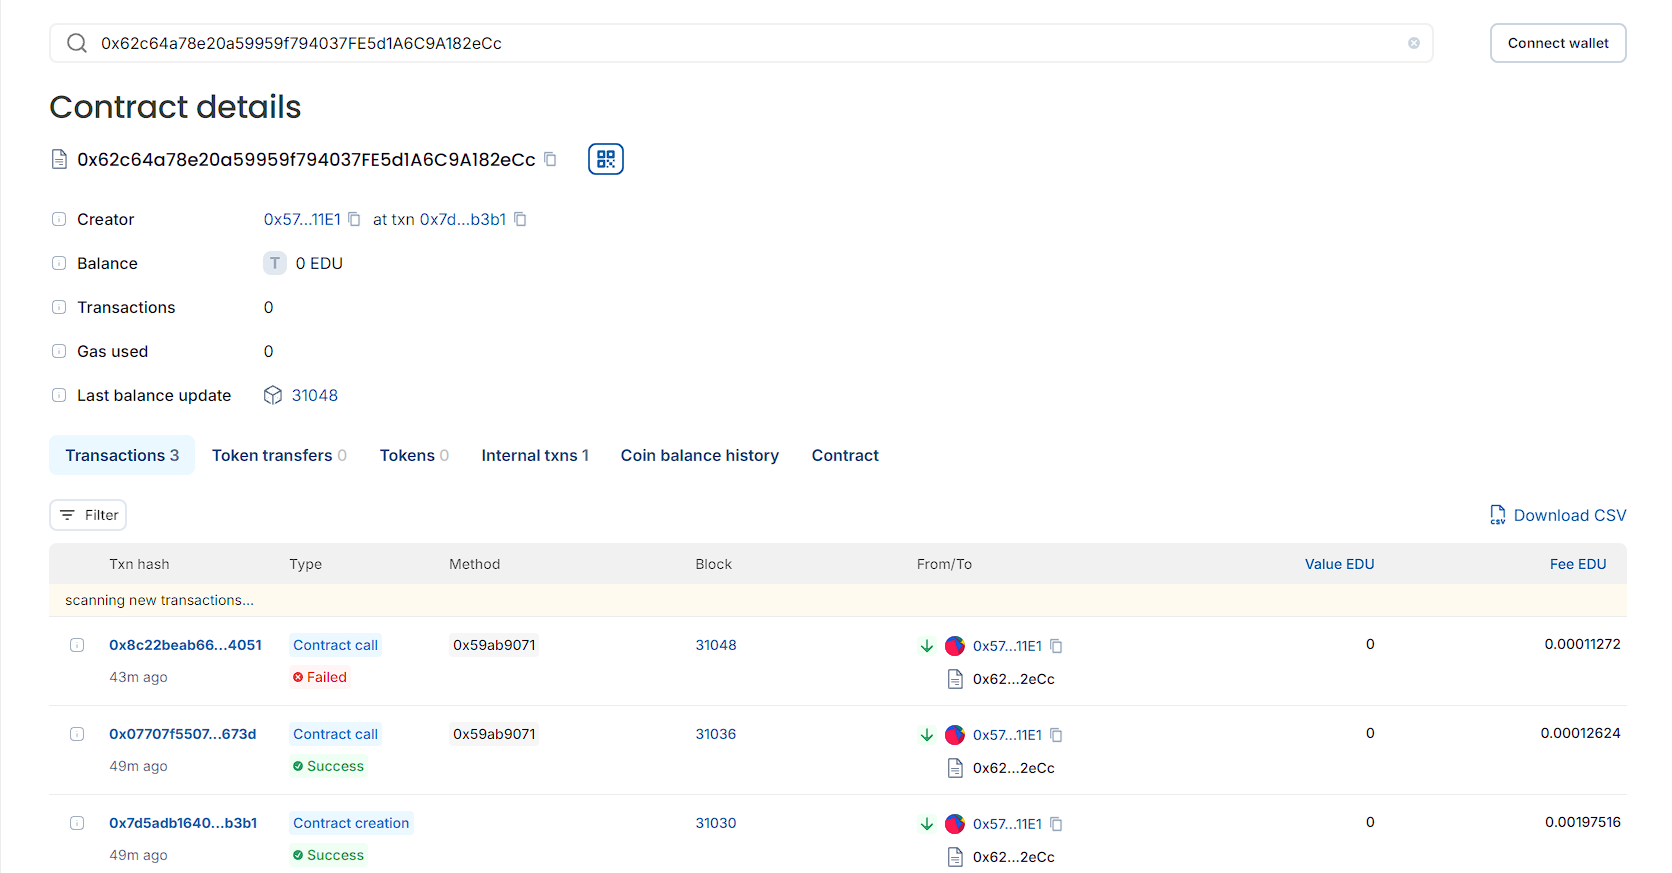 0x62c64a78e20a59959f794037FE5d1A6C9A182eCc
Connect wallet
Contract details
0x62c64a78e20a59959f794037FE5d1A6C9A182eCc
Creator 0x57...11E1 at txn 0x7d...b3b1
Balance T 0 EDU
Transactions 0
Gas used 0
Last balance update 31048
Transactions 3 Token transfers 0 Tokens 0 Internal txns 1 Coin balance history Contract
Filter
CSV Download CSV
Txn hash Type Method Block From/To Value EDU Fee EDU
scanning new transactions...
0x8c22beab66...4051 Contract call 0x59ab9071 31048 0x57...11E1 0 0.00011272
43m ago Failed 0x62...2eCc
0x07707f5507...673d Contract call 0x59ab9071 31036 0x57...11E1 0 0.00012624
49m ago Success 0x62...2eCc
0x7d5adb1640...b3b1 Contract creation 31030 0x57...11E1 0 0.00197516
49m ago Success 0x62...2eCc